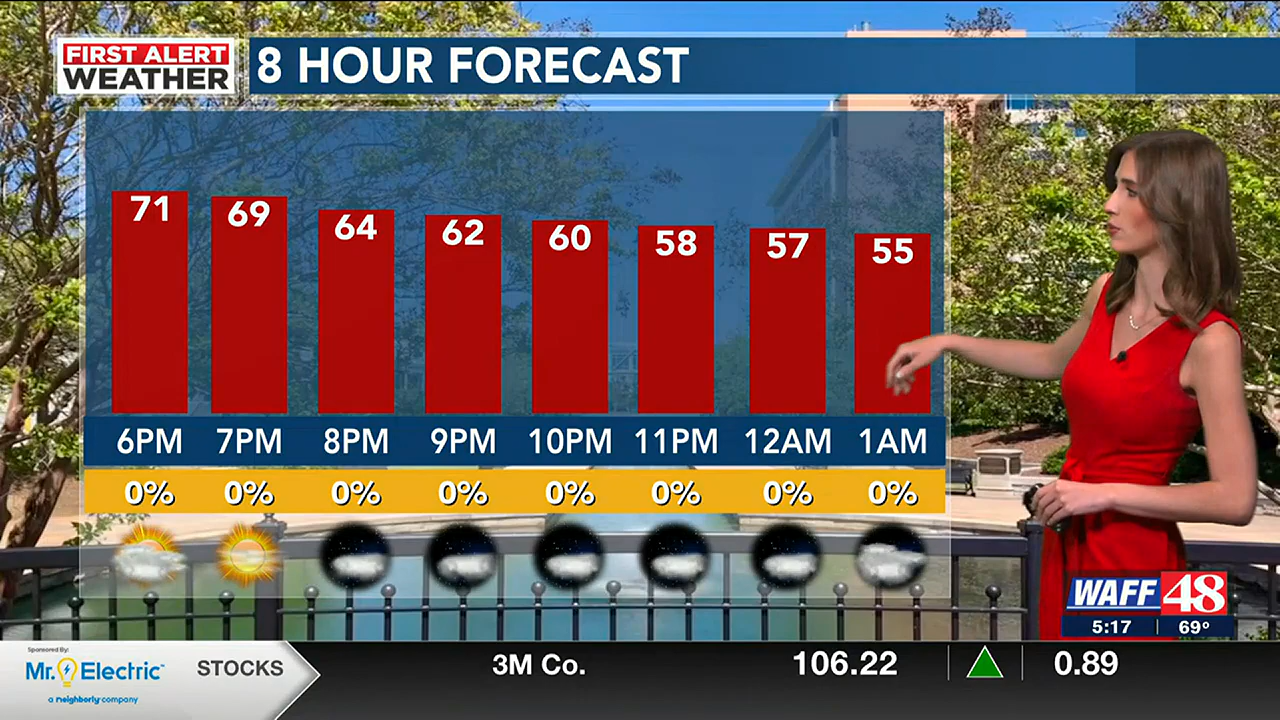 FIRST ALERT
WEATHER
8 HOUR FORECAST
71 69 64 62 60 58 57 55
6PM 7PM 8PM 9PM 10PM 11PM 12AM 1AM
0% 0% 0% 0% 0% 0% 0% 0%
WAFF 48
5:17 69°
Sponsored By:
Mr. Electric
a neighborly company
STOCKS
3M Co. 106.22 0.89